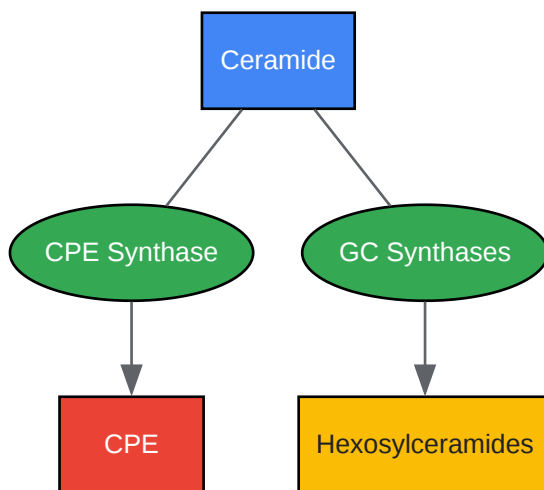 Ceramide
CPE Synthase
GC Synthases
CPE
Hexosylceramides